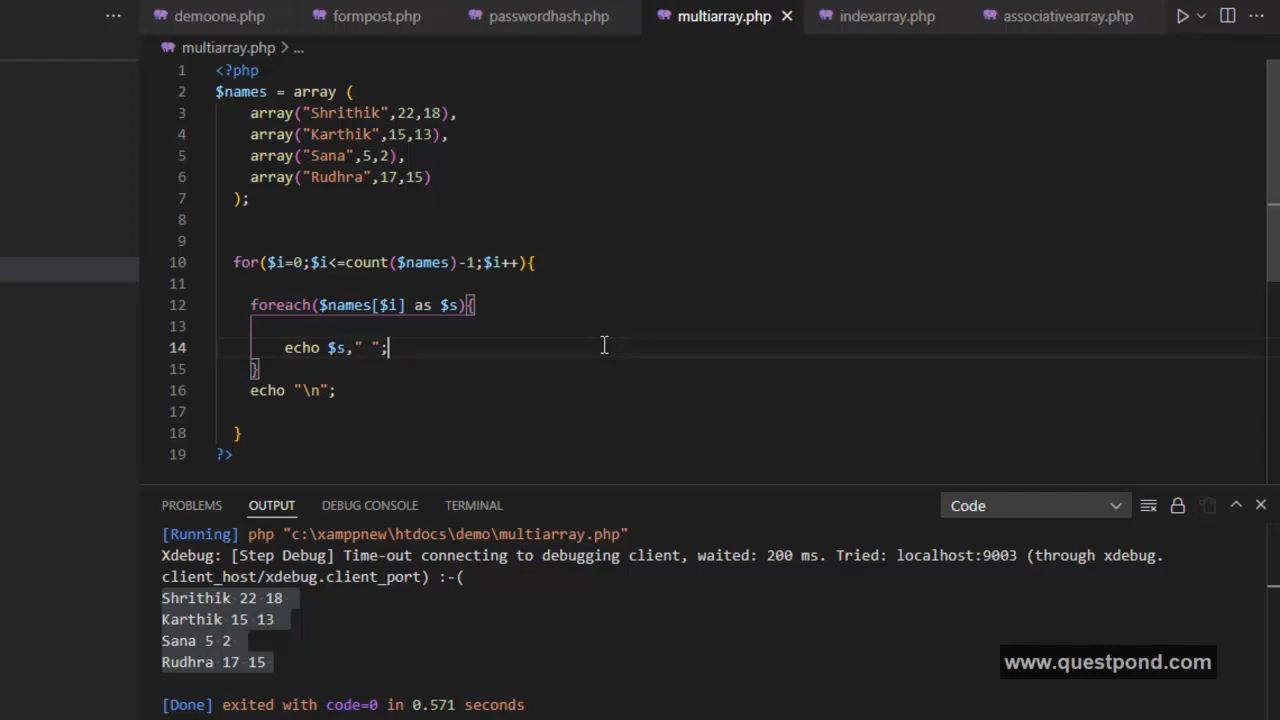 ··· demoone.php formpost.php passwordhash.php multiarray.php × indexarray.php associativearray.php ···
multiarray.php > ...
1 <?php
2 $names = array (
3 array("Shrithik",22,18),
4 array("Karthik",15,13),
5 array("Sana",5,2),
6 array("Rudhra",17,15)
7 );
8
9
10 for($i=0;$i<=count($names)-1;$i++){
11
12 foreach($names[$i] as $s){
13
14 echo $s," ";
15 }
16 echo "\n";
17
18 }
19 ?>
PROBLEMS OUTPUT DEBUG CONSOLE TERMINAL Code
[Running] php "c:\xamppnew\htdocs\demo\multiarray.php"
Xdebug: [Step Debug] Time-out connecting to debugging client, waited: 200 ms. Tried: localhost:9003 (through xdebug.
client_host/xdebug.client_port) :-(
Shrithik 22 18
Karthik 15 13
Sana 5 2
Rudhra 17 15
www.questpond.com
[Done] exited with code=0 in 0.571 seconds